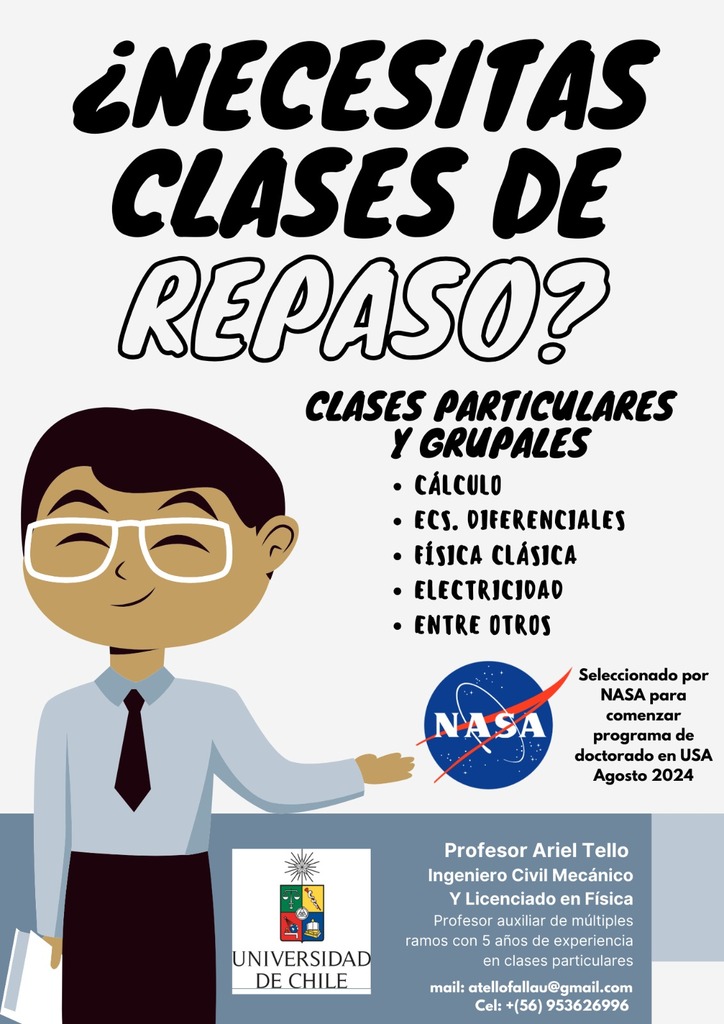 ¿NECESITAS
CLASES DE
REPASO?
CLASES PARTICULARES
Y GRUPALES
• CÁLCULO
• ECS. DIFERENCIALES
• FÍSICA CLÁSICA
• ELECTRICIDAD
• ENTRE OTROS
NASA
Seleccionado por
NASA para
comenzar
programa de
doctorado en USA
Agosto 2024
UNIVERSIDAD
DE CHILE
Profesor Ariel Tello
Ingeniero Civil Mecánico
Y Licenciado en Física
Profesor auxiliar de múltiples
ramos con 5 años de experiencia
en clases particulares
mail: atellofallau@gmail.com
Cel: +(56) 953626996